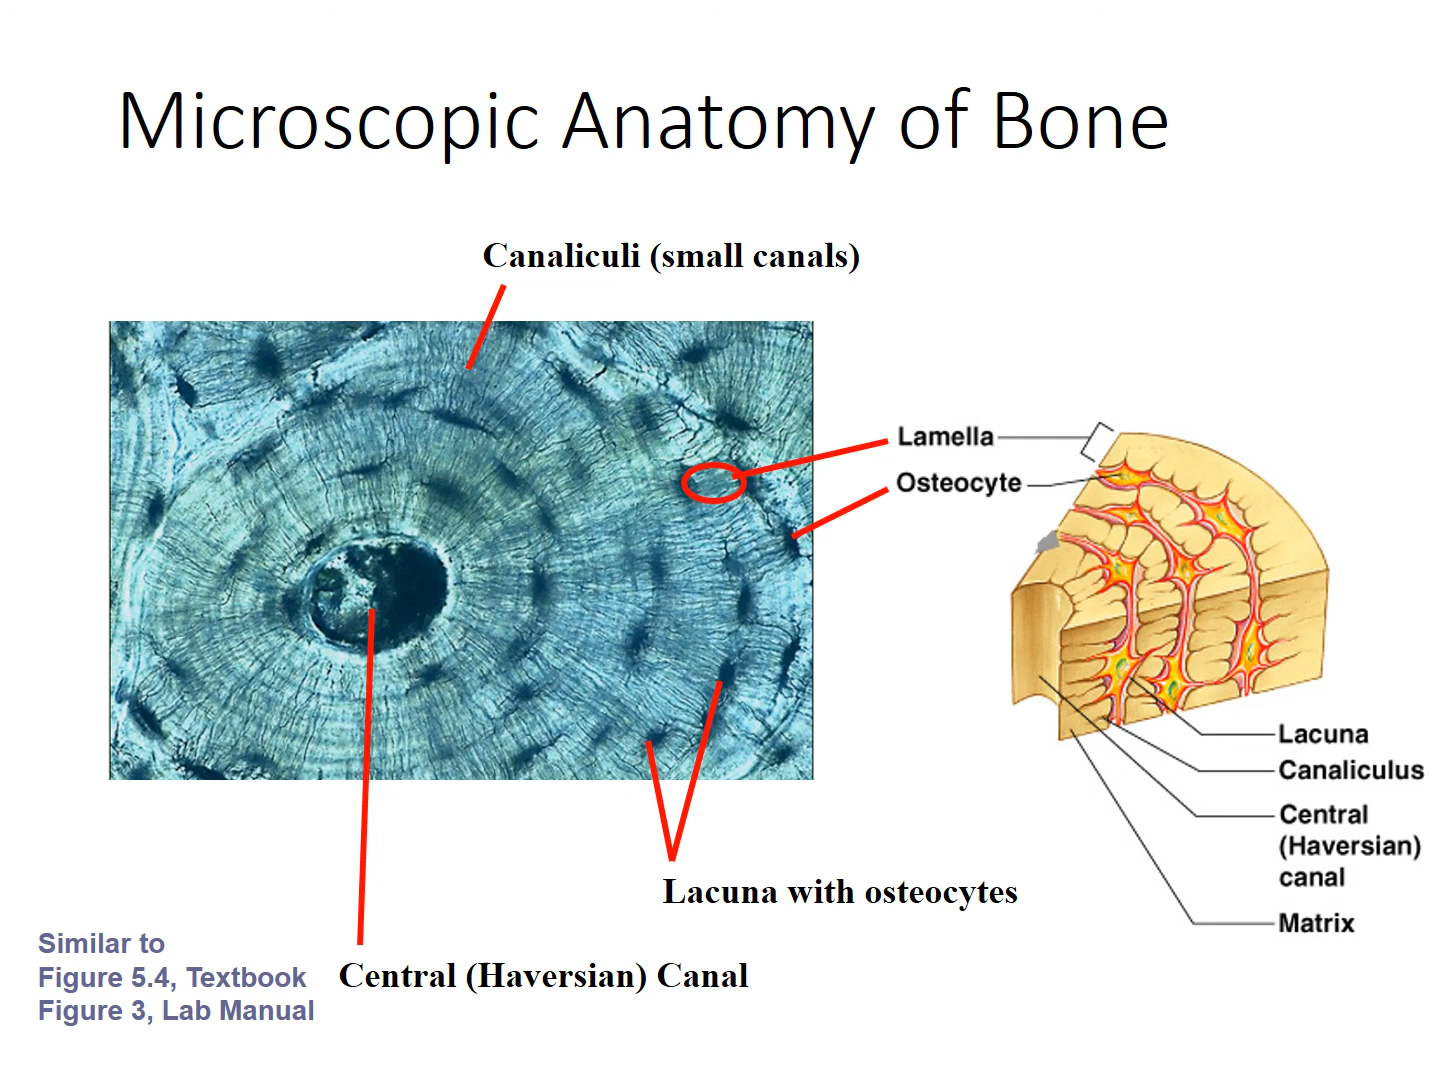 Microscopic Anatomy of Bone
Canaliculi (small canals)
Lamella
Osteocyte
Lacuna
Canaliculus
Central
(Haversian)
canal
Matrix
Lacuna with osteocytes
Central (Haversian) Canal
Similar to
Figure 5.4, Textbook
Figure 3, Lab Manual